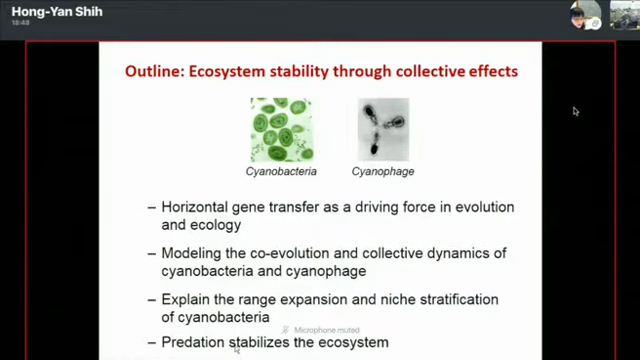 Hong-Yan Shih
18:48
Outline: Ecosystem stability through collective effects
Cyanobacteria
Cyanophage
– Horizontal gene transfer as a driving force in evolution
and ecology
– Modeling the co-evolution and collective dynamics of
cyanobacteria and cyanophage
– Explain the range expansion and niche stratification
of cyanobacteria
Microphone muted
– Predation stabilizes the ecosystem